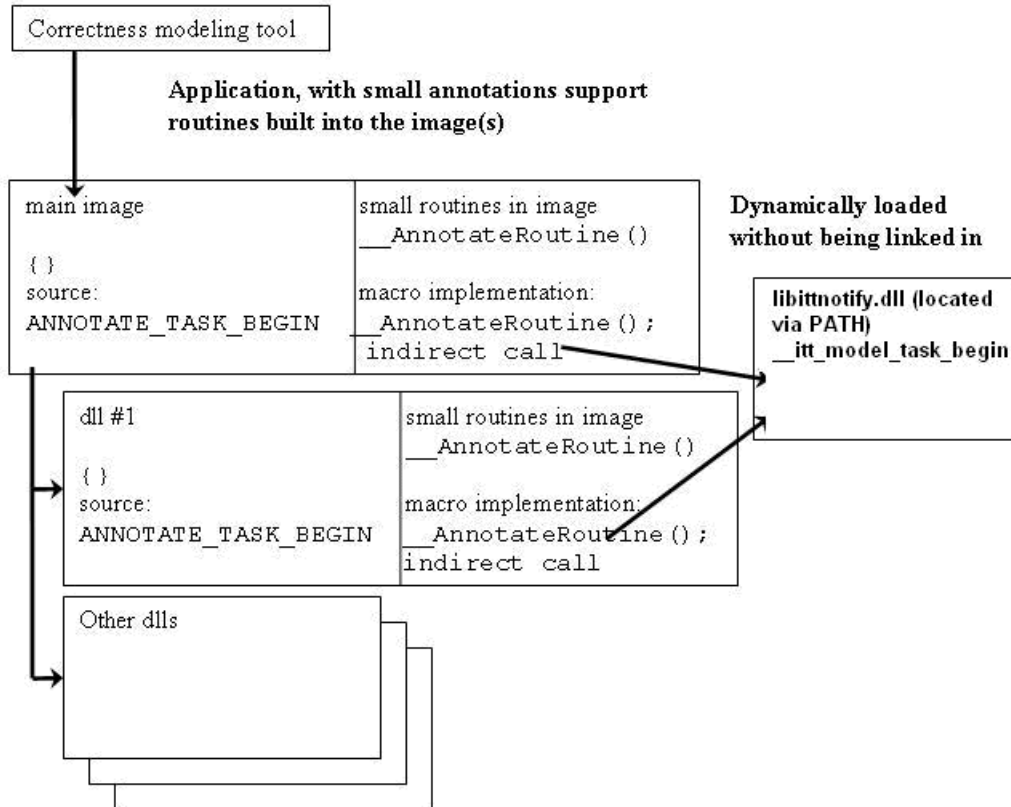 Correctness modeling tool
Application, with small annotations support
routines built into the image(s)
main image
{ }
source:
ANNOTATE_TASK_BEGIN
small routines in image
__AnnotateRoutine()
macro implementation:
__AnnotateRoutine();
indirect call
Dynamically loaded
without being linked in
libittnotify.dll (located
via PATH)
__itt_model_task_begin
dll #1
{ }
source:
ANNOTATE_TASK_BEGIN
small routines in image
__AnnotateRoutine()
macro implementation:
__AnnotateRoutine();
indirect call
Other dlls